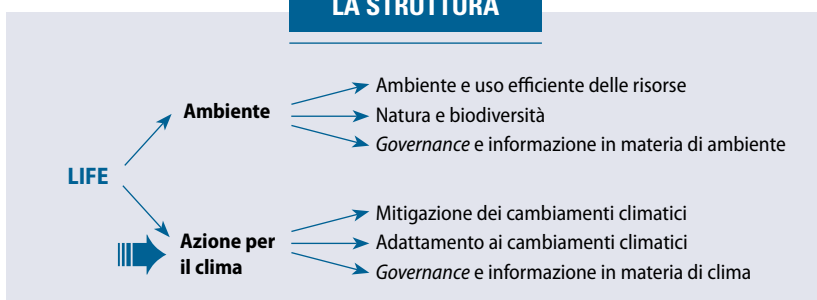 LA STRUTTURA
Ambiente e uso efficiente delle risorse
Ambiente
Natura e biodiversità
Governance e informazione in materia di ambiente
LIFE
Mitigazione dei cambiamenti climatici
Azione per
il clima
Adattamento ai cambiamenti climatici
Governance e informazione in materia di clima